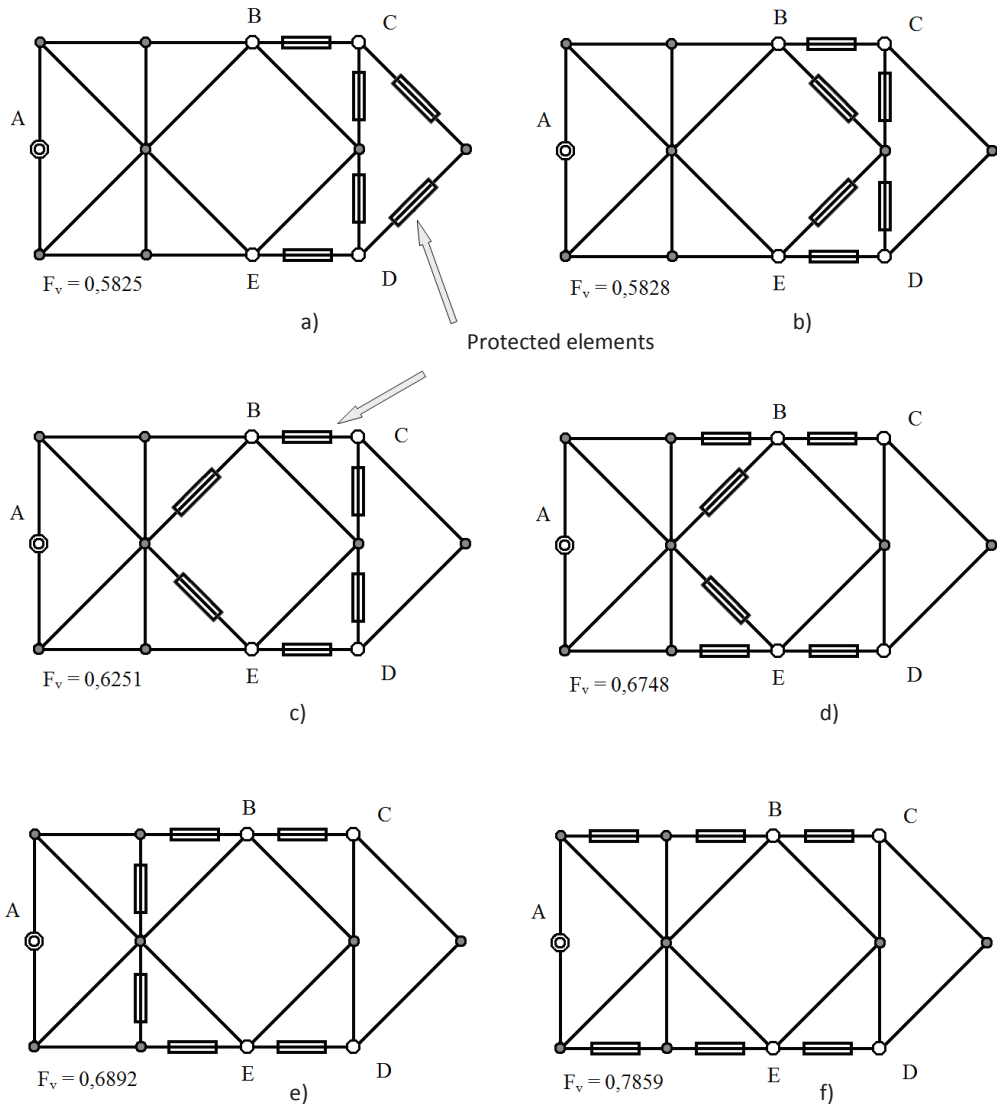 B
C
A
E
D
F_v = 0,5825
a)
B
C
A
E
D
F_v = 0,5828
b)
Protected elements
B
C
A
E
D
F_v = 0,6251
c)
B
C
A
E
D
F_v = 0,6748
d)
B
C
A
E
D
F_v = 0,6892
e)
B
C
A
E
D
F_v = 0,7859
f)